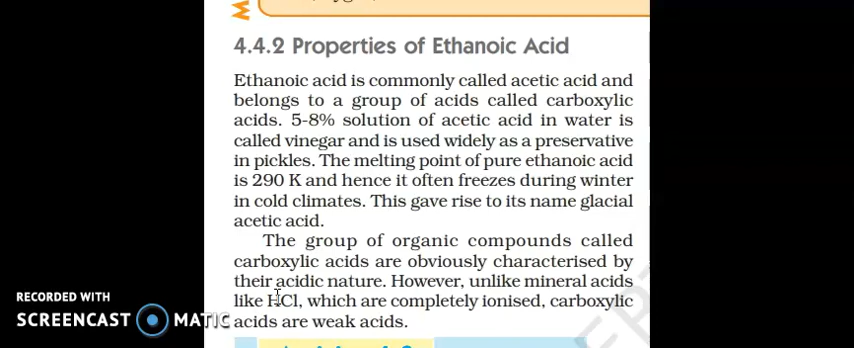 4.4.2 Properties of Ethanoic Acid
Ethanoic acid is commonly called acetic acid and
belongs to a group of acids called carboxylic
acids. 5-8% solution of acetic acid in water is
called vinegar and is used widely as a preservative
in pickles. The melting point of pure ethanoic acid
is 290 K and hence it often freezes during winter
in cold climates. This gave rise to its name glacial
acetic acid.
The group of organic compounds called
carboxylic acids are obviously characterised by
their acidic nature. However, unlike mineral acids
like HCl, which are completely ionised, carboxylic
acids are weak acids.
RECORDED WITH
SCREENCAST MATIC